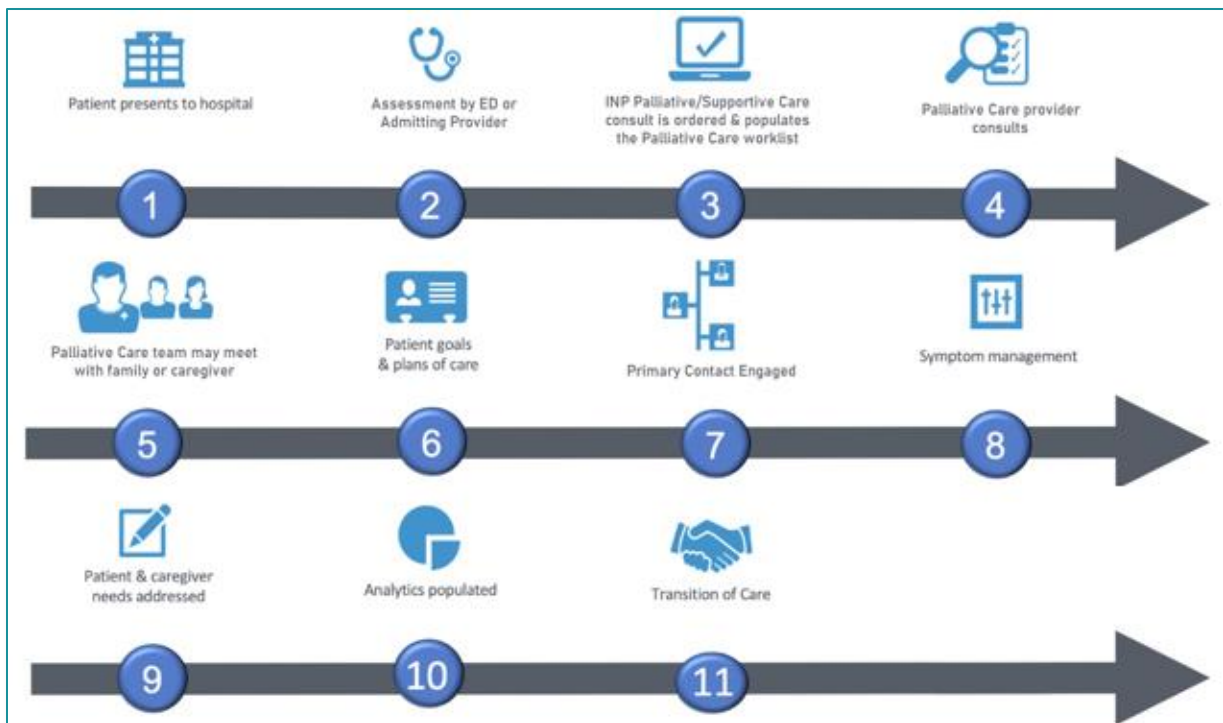 Patient presents to hospital
Assessment by ED or
Admitting Provider
INP Palliative/Supportive Care
consult is ordered & populates
the Palliative Care worklist
Palliative Care provider
consults
1
2
3
4
Palliative Care team may meet
with family or caregiver
Patient goals
& plans of care
Primary Contact Engaged
Symptom management
5
6
7
8
Patient & caregiver
needs addressed
Analytics populated
Transition of Care
9
10
11